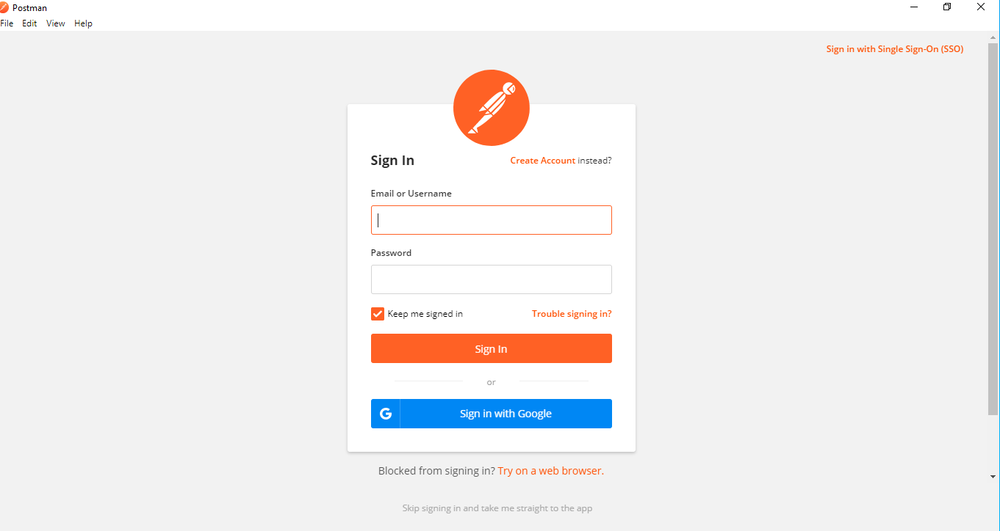 Postman
File Edit View Help
Sign in with Single Sign-On (SSO)
Sign In
Create Account instead?
Email or Username
Password
Keep me signed in
Trouble signing in?
Sign In
or
G
Sign in with Google
Blocked from signing in? Try on a web browser.
Skip signing in and take me straight to the app